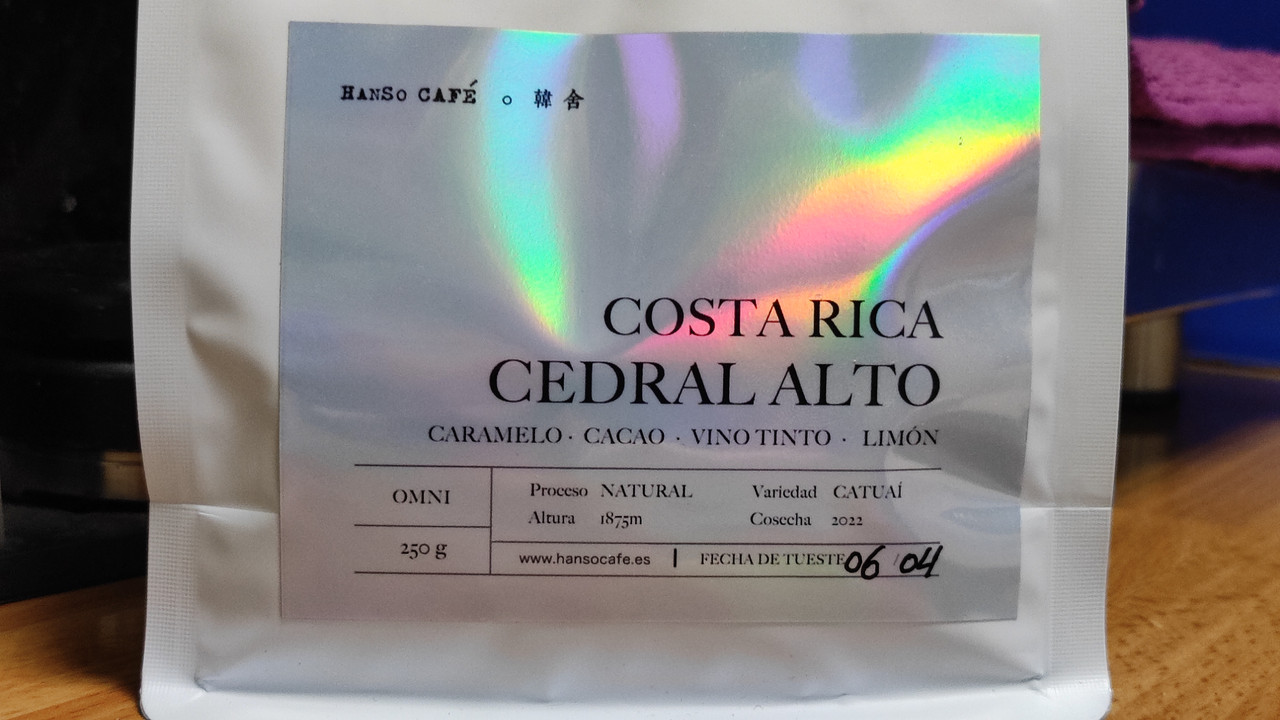 HANSO CAFÉ ○ 韓舍
COSTA RICA
CEDRAL ALTO
CARAMELO · CACAO · VINO TINTO · LIMÓN
OMNI
250 g
Proceso NATURAL Variedad CATUAÍ
Altura 1875m Cosecha 2022
www.hansocafe.es | FECHA DE TUESTE 06 / 04